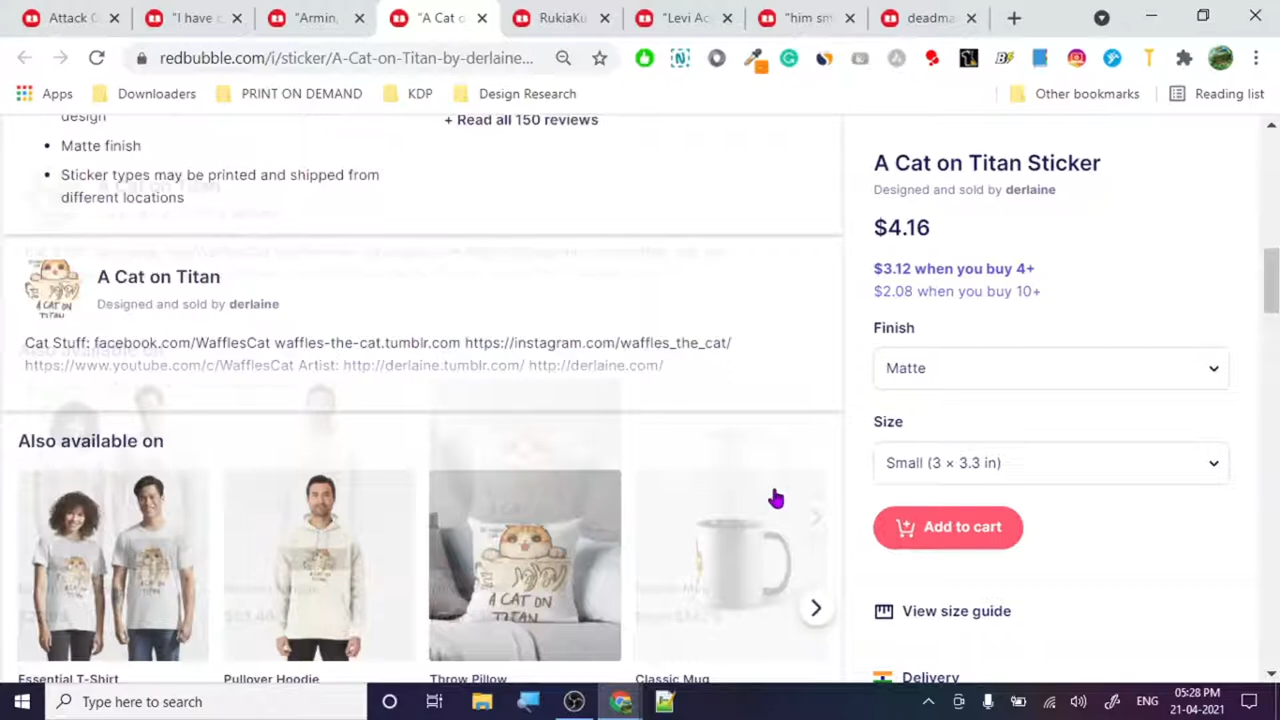 Attack C
"I have c
"Armin,
"A Cat o
RukiaKu
"Levi Ac
"him sm
deadma
redbubble.com/i/sticker/A-Cat-on-Titan-by-derlaine...
Apps
Downloaders
PRINT ON DEMAND
KDP
Design Research
Other bookmarks
Reading list
design
+ Read all 150 reviews
Matte finish
Sticker types may be printed and shipped from
different locations
A Cat on Titan
Designed and sold by derlaine
Cat Stuff: facebook.com/WafflesCat waffles-the-cat.tumblr.com https://instagram.com/waffles_the_cat/
https://www.youtube.com/c/WafflesCat Artist: http://derlaine.tumblr.com/ http://derlaine.com/
Also available on
A CAT ON
TITAN
Essential T-Shirt
Pullover Hoodie
Throw Pillow
Classic Mug
A Cat on Titan Sticker
Designed and sold by derlaine
$4.16
$3.12 when you buy 4+
$2.08 when you buy 10+
Finish
Matte
Size
Small (3 × 3.3 in)
Add to cart
View size guide
Delivery
Type here to search
ENG
05:28 PM
21-04-2021